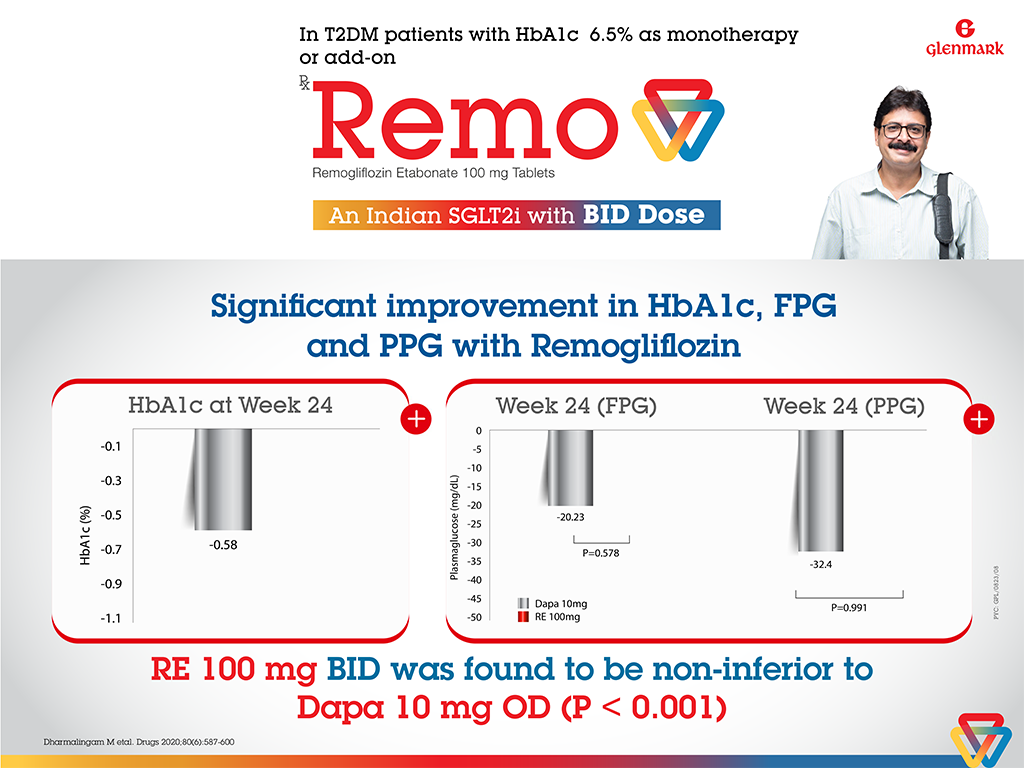 In T2DM patients with HbA1c 6.5% as monotherapy
or add-on
GLENMARK
Rx
Remo
Remogliflozin Etabonate 100 mg Tablets
An Indian SGLT2i with BID Dose
Significant improvement in HbA1c, FPG
and PPG with Remogliflozin
HbA1c at Week 24
HbA1c (%)
-0.1
-0.3
-0.5
-0.7
-0.9
-1.1
-0.58
+
Week 24 (FPG)
Week 24 (PPG)
Plasmaglucose (mg/dL)
0
-5
-10
-15
-20
-25
-30
-35
-40
-45
-50
-20.23
P=0.578
-32.4
P=0.991
Dapa 10mg
RE 100mg
+
PYC: GPL/0823/08
RE 100 mg BID was found to be non-inferior to
Dapa 10 mg OD (P < 0.001)
Dharmalingam M etal. Drugs 2020;80(6):587-600